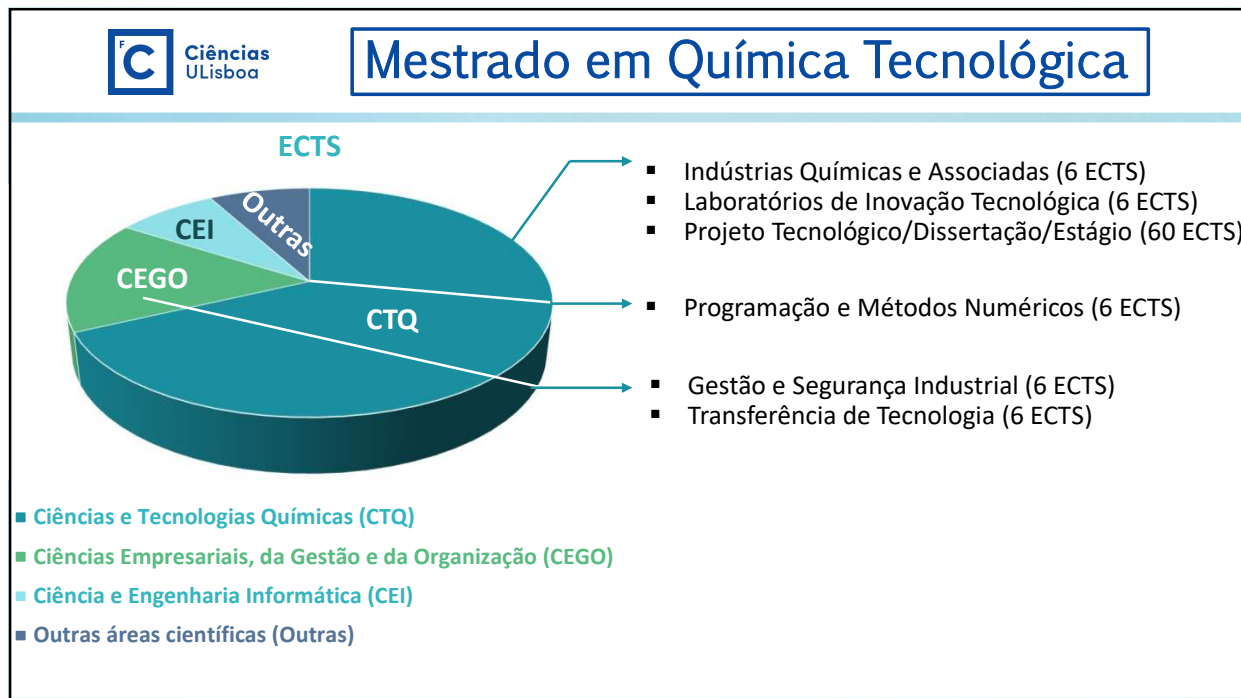 F
C
Ciências
ULisboa
Mestrado em Química Tecnológica
ECTS
Outras
CEI
CEGO
CTQ
▪ Indústrias Químicas e Associadas (6 ECTS)
▪ Laboratórios de Inovação Tecnológica (6 ECTS)
▪ Projeto Tecnológico/Dissertação/Estágio (60 ECTS)
▪ Programação e Métodos Numéricos (6 ECTS)
▪ Gestão e Segurança Industrial (6 ECTS)
▪ Transferência de Tecnologia (6 ECTS)
Ciências e Tecnologias Químicas (CTQ)
Ciências Empresariais, da Gestão e da Organização (CEGO)
Ciência e Engenharia Informática (CEI)
Outras áreas científicas (Outras)